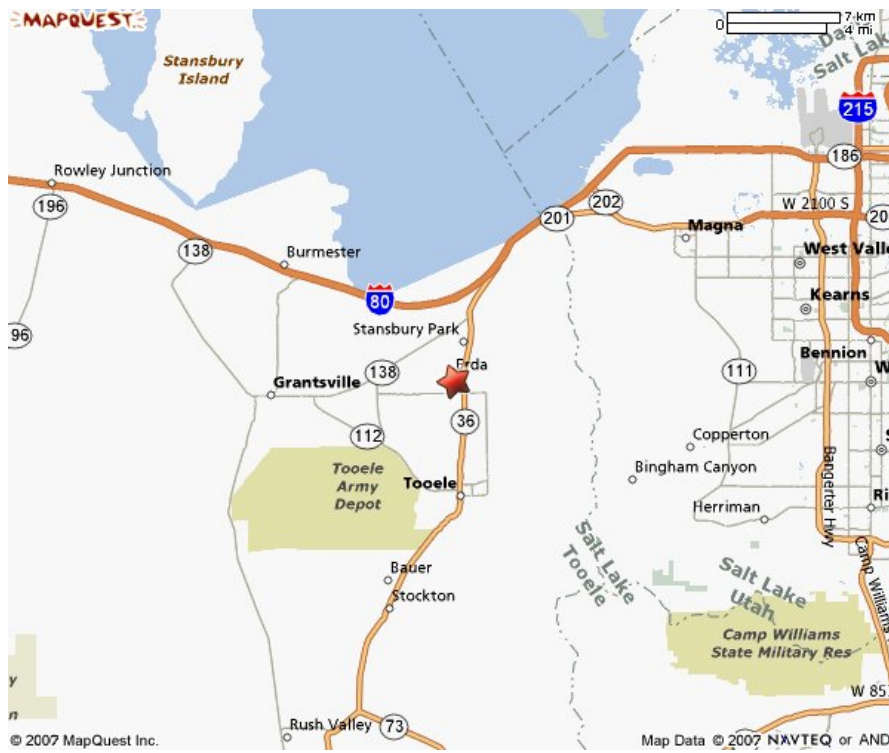 MAPQUEST
7 km
0
4 mi
Stansbury
Island
Salt Lake
215
186
Rowley Junction
196
W 2100 S
202
201
Magna
138
Burmester
West Valle
80
Kearns
Stansbury Park
96
Bennion
Erda
138
111
Grantsville
36
112
Copperton
Tooele
Army
Depot
Bingham Canyon
Tooele
Herriman
Bangerter Hwy
Salt Lake
Tooele
Bauer
Salt Lake
Utah
Camp Williams
Stockton
Camp Williams
State Military Res
W 85
Rush Valley
73
© 2007 MapQuest Inc.
Map Data © 2007 NAVTEQ or AND